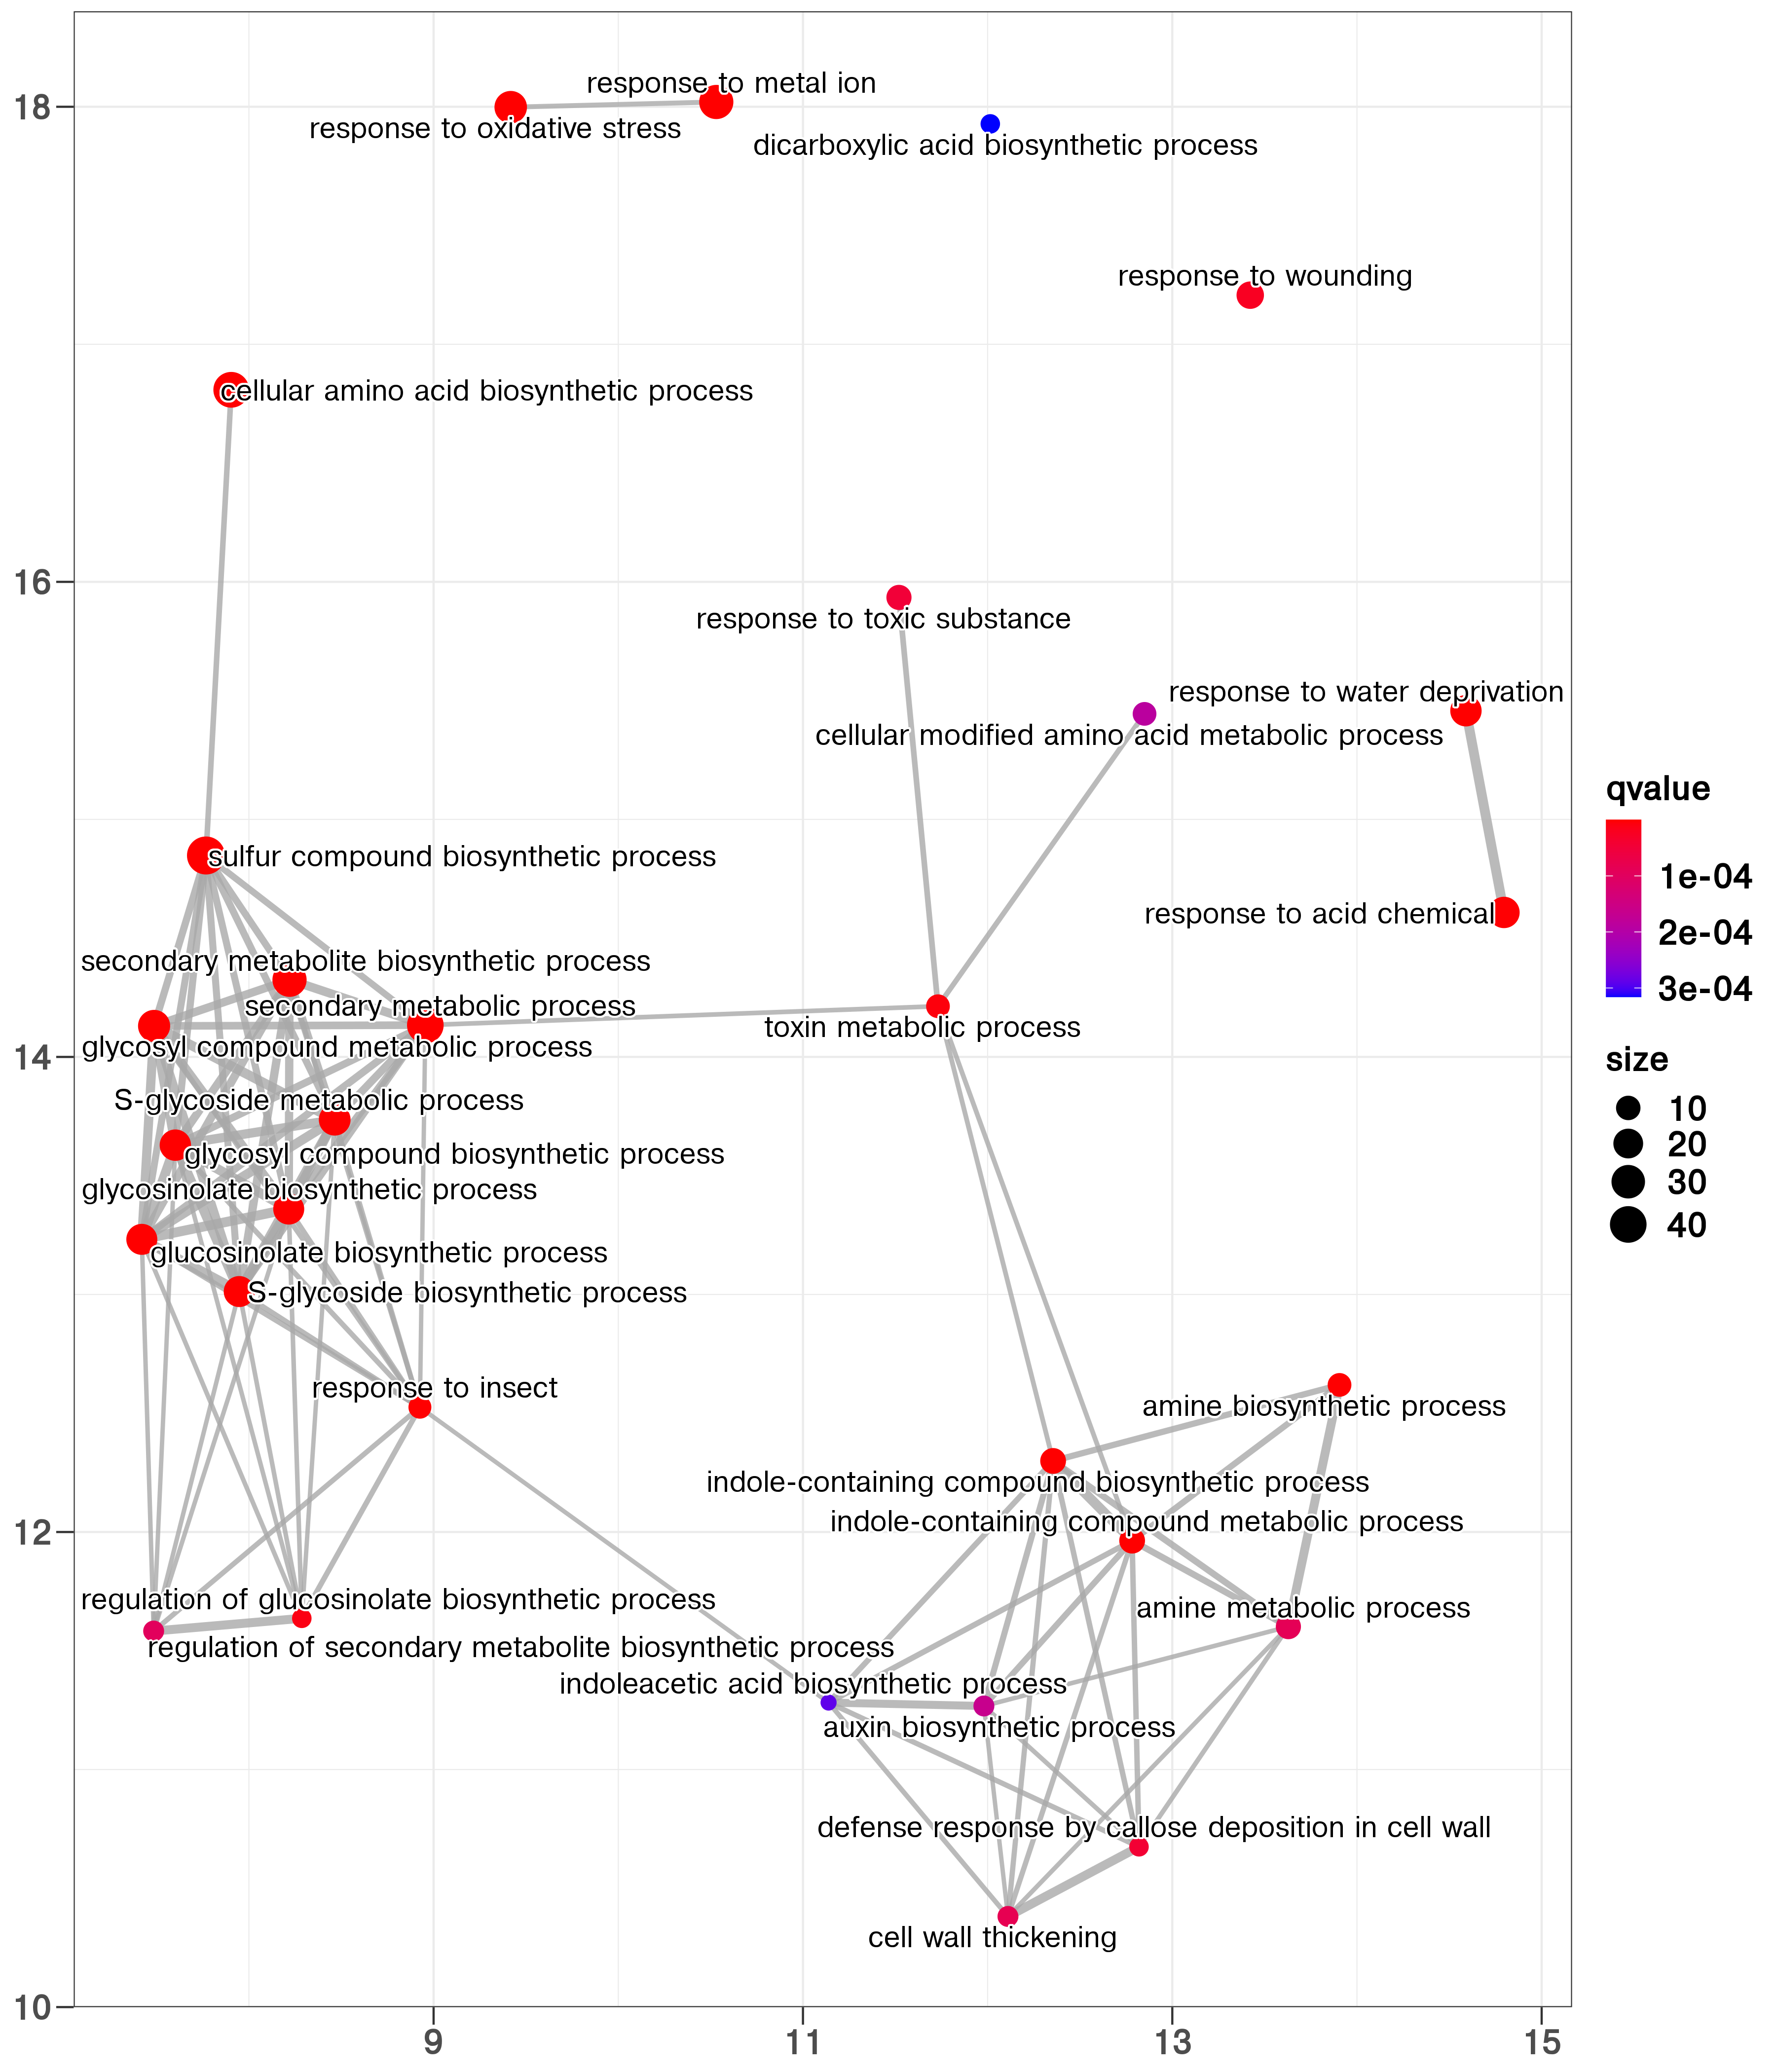 response to metal ion
18
response to oxidative stress
dicarboxylic acid biosynthetic process
response to wounding
cellular amino acid biosynthetic process
16
response to toxic substance
response to water deprivation
cellular modified amino acid metabolic process
qvalue
sulfur compound biosynthetic process
1e-04
response to acid chemical
2e-04
secondary metabolite biosynthetic process
3e-04
secondary metabolic process
toxin metabolic process
glycosyl compound metabolic process
14
size
S-glycoside metabolic process
10
glycosyl compound biosynthetic process
20
glycosinolate biosynthetic process
30
40
glucosinolate biosynthetic process
S-glycoside biosynthetic process
response to insect
amine biosynthetic process
indole-containing compound biosynthetic process
indole-containing compound metabolic process
12
regulation of glucosinolate biosynthetic process
amine metabolic process
regulation of secondary metabolite biosynthetic process
indoleacetic acid biosynthetic process
auxin biosynthetic process
defense response by callose deposition in cell wall
cell wall thickening
10
9
11
13
15